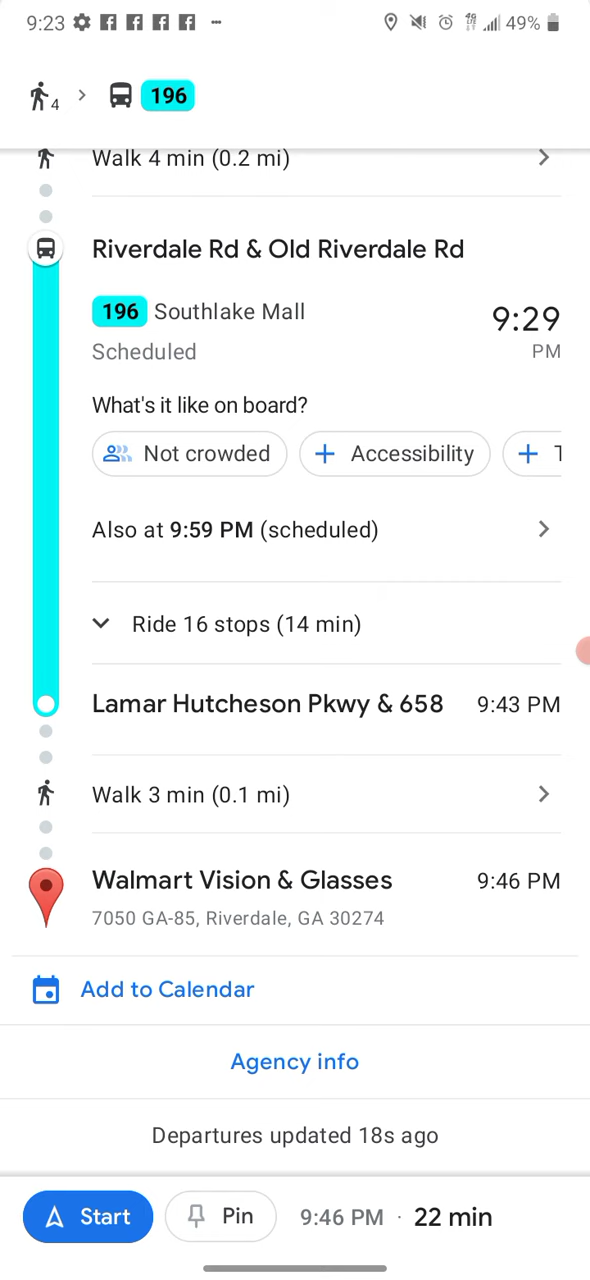 9:23 49%
4 196
Walk 4 min (0.2 mi)
Riverdale Rd & Old Riverdale Rd
196 Southlake Mall 9:29
Scheduled PM
What's it like on board?
Not crowded Accessibility
Also at 9:59 PM (scheduled)
Ride 16 stops (14 min)
Lamar Hutcheson Pkwy & 658 9:43 PM
Walk 3 min (0.1 mi)
Walmart Vision & Glasses 9:46 PM
7050 GA-85, Riverdale, GA 30274
Add to Calendar
Agency info
Departures updated 18s ago
Start Pin 9:46 PM · 22 min